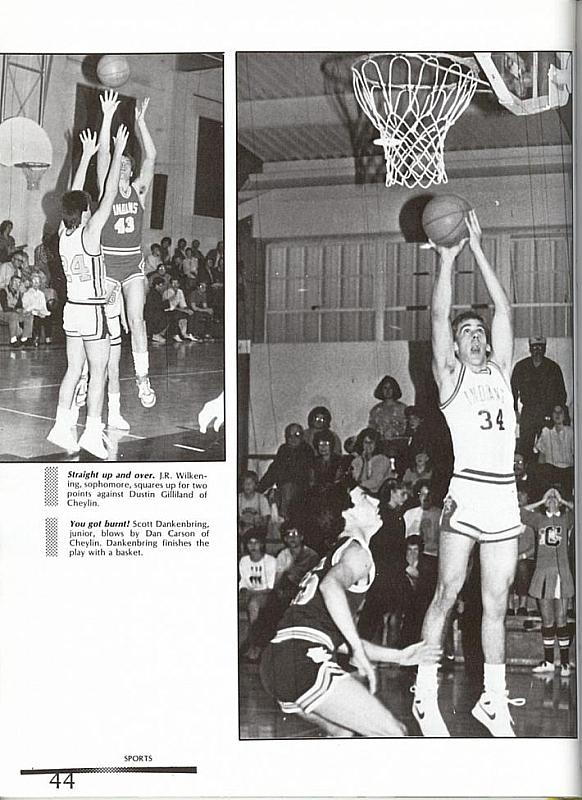 INDIANS
43
24
INDIANS
34
C
Straight up and over. J.R. Wilken-
ing, sophomore, squares up for two
points against Dustin Gilliland of
Cheylin.
You got burnt! Scott Dankenbring,
junior, blows by Dan Carson of
Cheylin. Dankenbring finishes the
play with a basket.
SPORTS
44